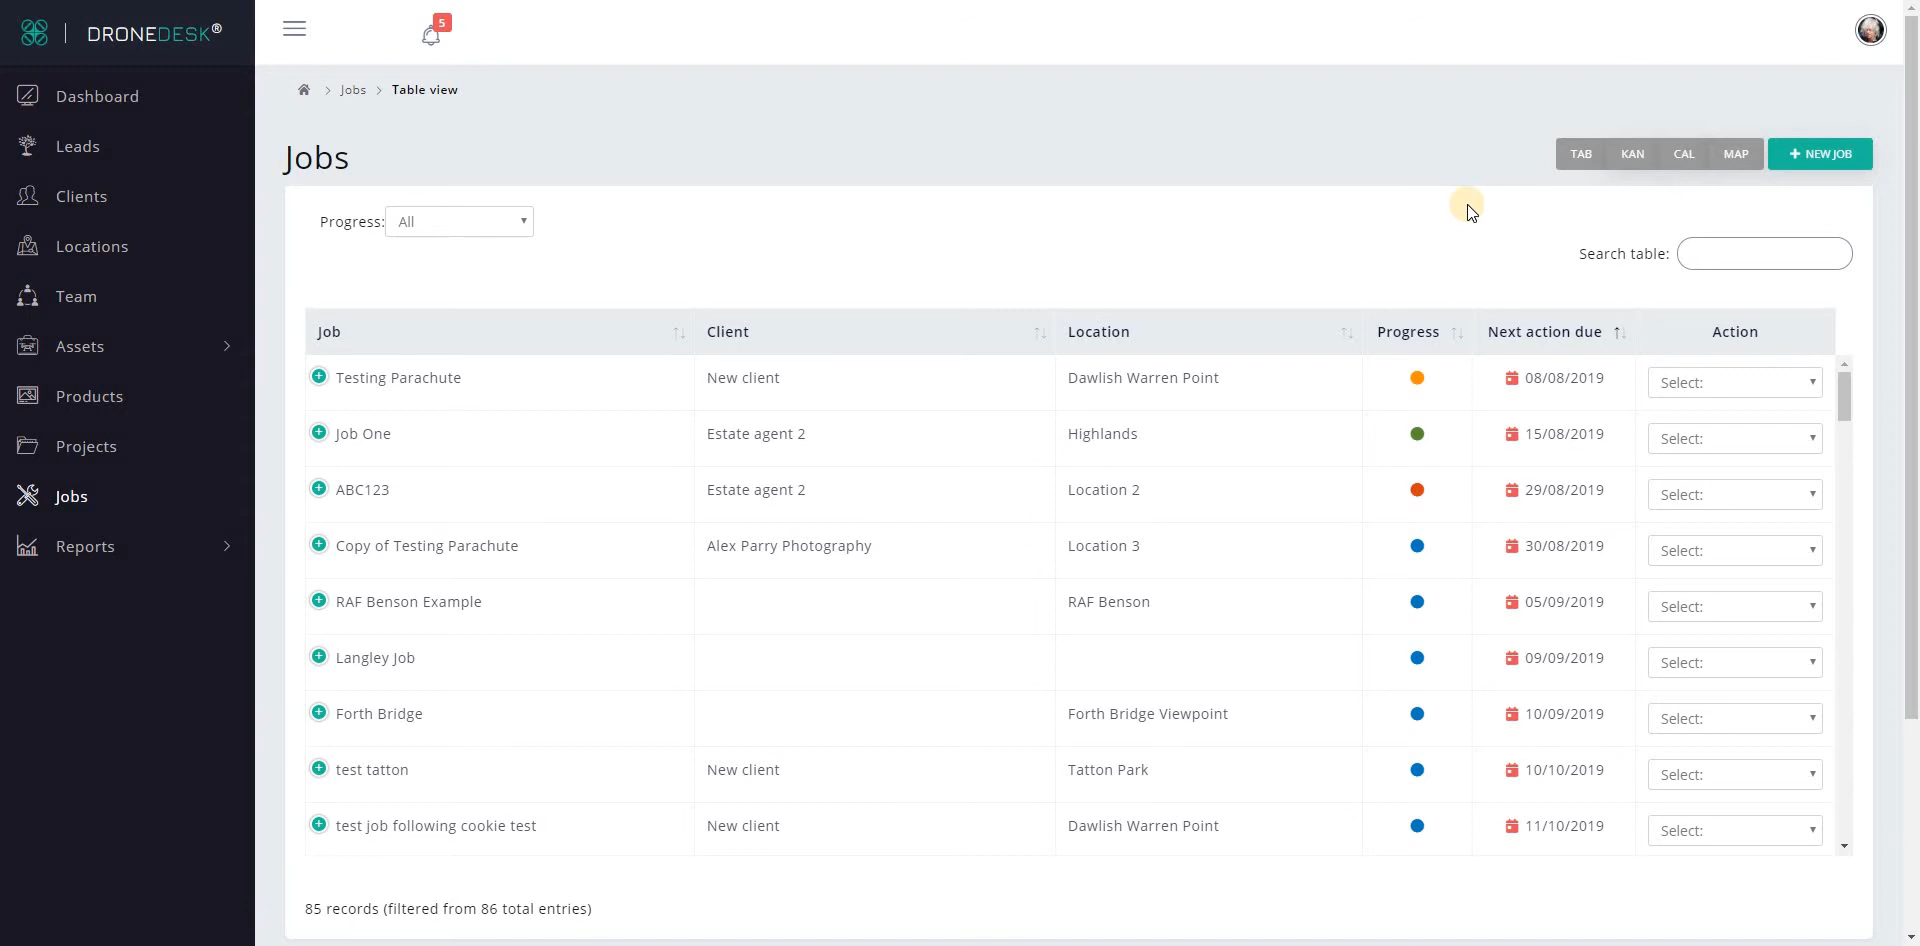 DRONEDESK®
5
Dashboard
Leads
Clients
Locations
Team
Assets
Products
Projects
Jobs
Reports
Jobs
Table view
Jobs
TAB KAN CAL MAP + NEW JOB
Progress: All
Search table:
Job Client Location Progress Next action due Action
Testing Parachute New client Dawlish Warren Point 08/08/2019 Select:
Job One Estate agent 2 Highlands 15/08/2019 Select:
ABC123 Estate agent 2 Location 2 29/08/2019 Select:
Copy of Testing Parachute Alex Parry Photography Location 3 30/08/2019 Select:
RAF Benson Example RAF Benson 05/09/2019 Select:
Langley Job 09/09/2019 Select:
Forth Bridge Forth Bridge Viewpoint 10/09/2019 Select:
test tatton New client Tatton Park 10/10/2019 Select:
test job following cookie test New client Dawlish Warren Point 11/10/2019 Select:
85 records (filtered from 86 total entries)